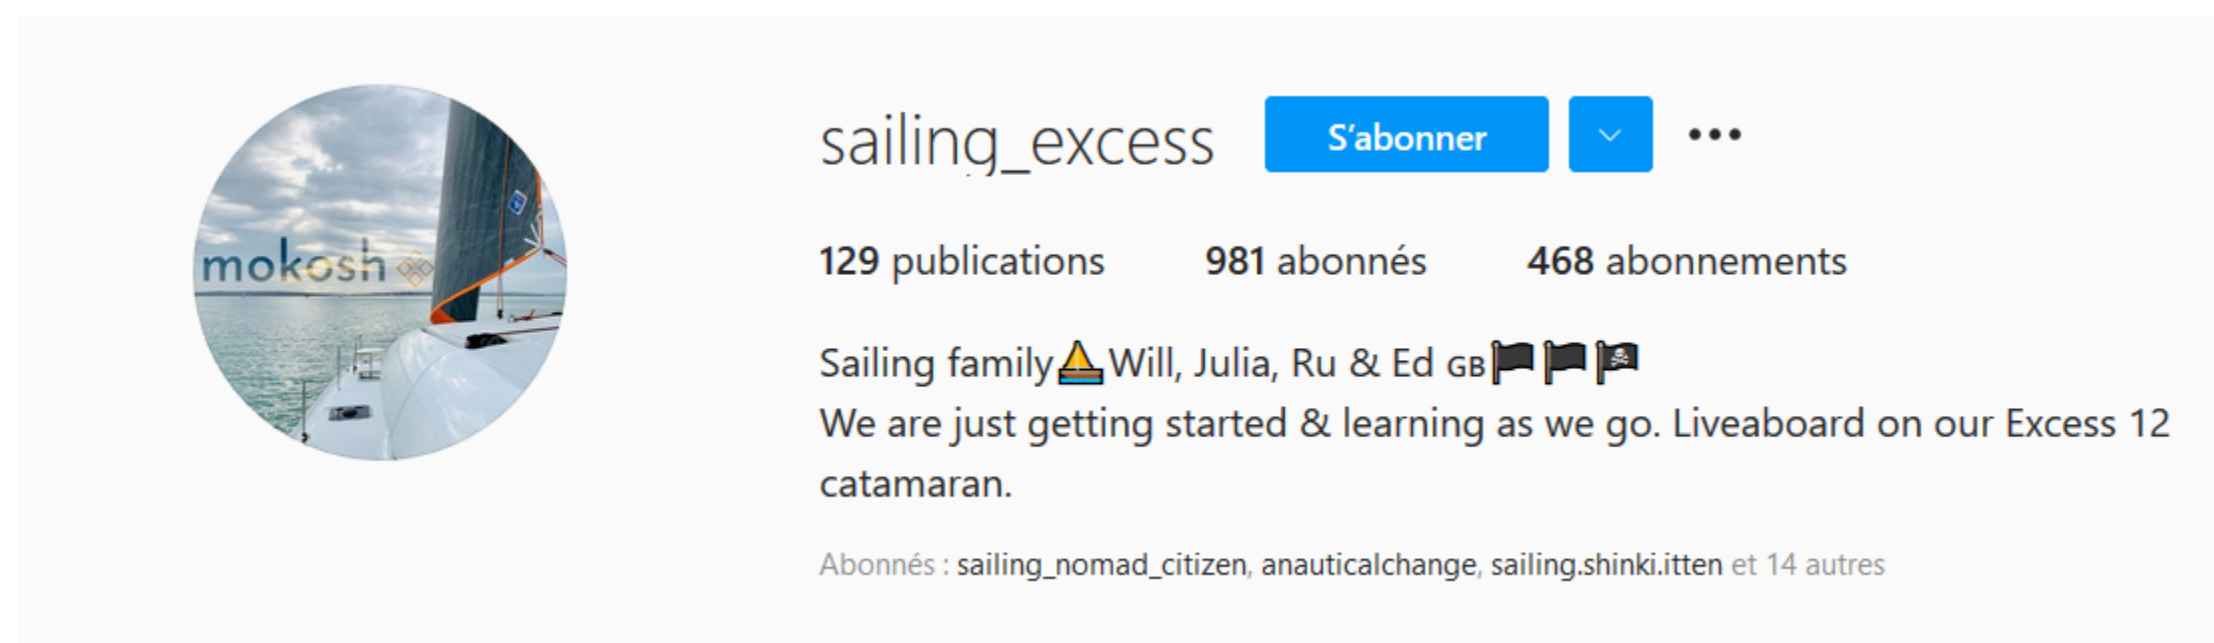 mokosh
sailing_excess S'abonner
129 publications 981 abonnés 468 abonnements
Sailing family⛵Will, Julia, Ru & Ed GB🏴🏴🏴‍☠️
We are just getting started & learning as we go. Liveaboard on our Excess 12
catamaran.
Abonnés : sailing_nomad_citizen, anauticalchange, sailing.shinki.itten et 14 autres